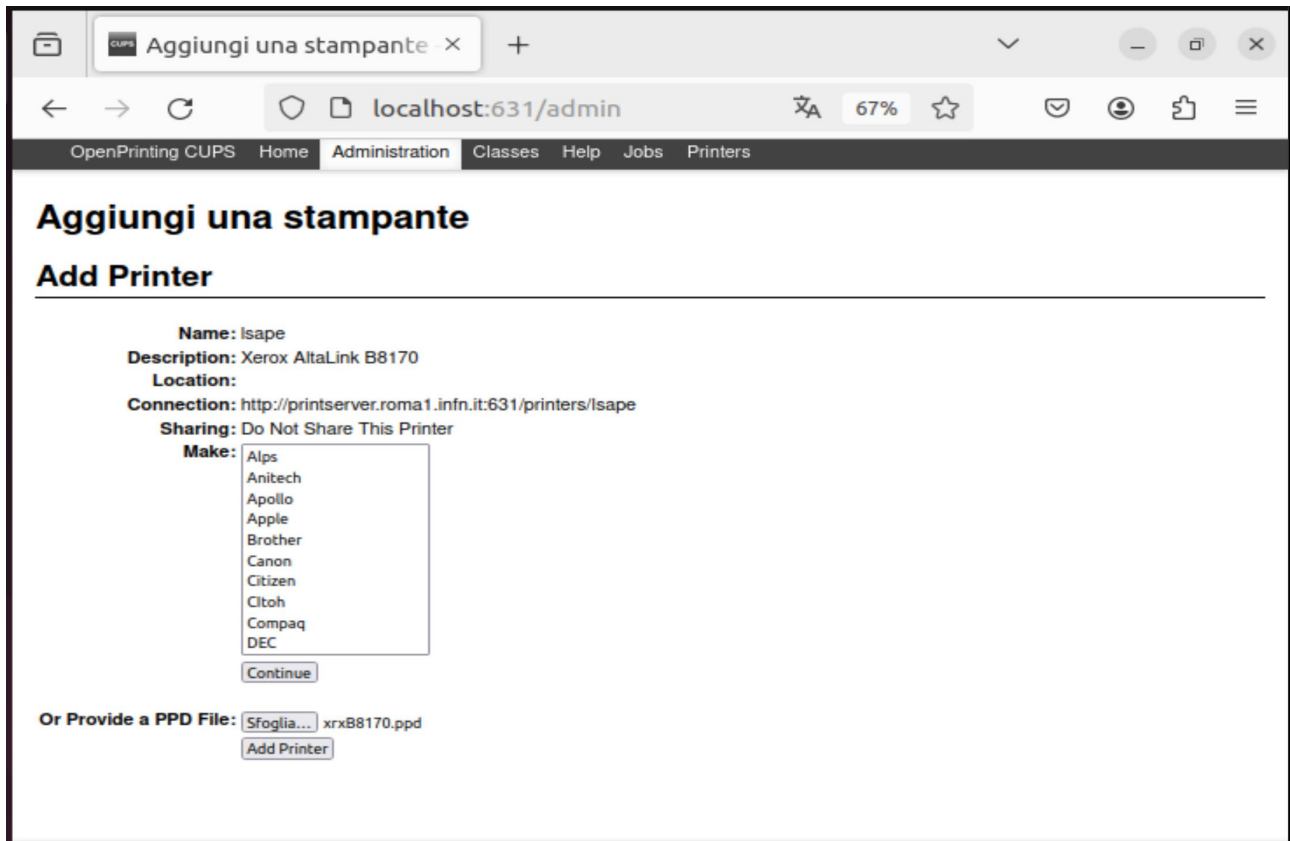 CUPS Aggiungi una stampante -
localhost:631/admin 67%
OpenPrinting CUPS Home Administration Classes Help Jobs Printers
Aggiungi una stampante
Add Printer
Name: lsape
Description: Xerox AltaLink B8170
Location:
Connection: http://printserver.roma1.infn.it:631/printers/lsape
Sharing: Do Not Share This Printer
Make: Alps
Anitech
Apollo
Apple
Brother
Canon
Citizen
CItoh
Compaq
DEC
Continue
Or Provide a PPD File: Sfoglia... xrxB8170.ppd
Add Printer